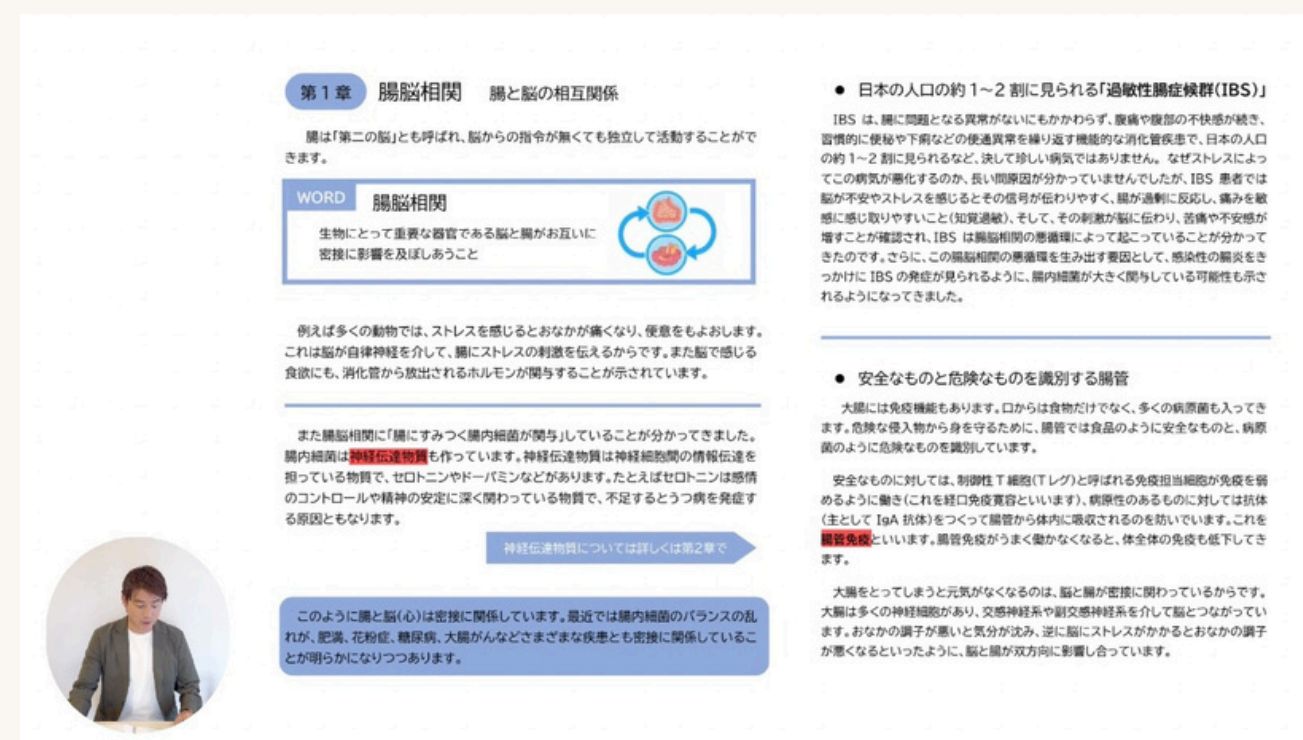 第1章 腸脳相関 腸と脳の相互関係
腸は「第二の脳」とも呼ばれ、脳からの指令が無くても独立して活動することがで
きます。
WORD 腸脳相関
生物にとって重要な器官である脳と腸がお互いに
密接に影響を及ぼしあうこと
例えば多くの動物では、ストレスを感じるとおなかが痛くなり、便意をもよおします。
これは脳が自律神経を介して、腸にストレスの刺激を伝えるからです。また脳で感じる
食欲にも、消化管から放出されるホルモンが関与することが示されています。
また腸脳相関に「腸にすみつく腸内細菌が関与」していることが分かってきました。
腸内細菌は神経伝達物質も作っています。神経伝達物質は神経細胞間の情報伝達を
担っている物質で、セロトニンやドーパミンなどがあります。たとえばセロトニンは感情
のコントロールや精神の安定に深く関わっている物質で、不足するとうつ病を発症す
る原因ともなります。
神経伝達物質については詳しくは第2章で
このように腸と脳(心)は密接に関係しています。最近では腸内細菌のバランスの乱
れが、肥満、花粉症、糖尿病、大腸がんなどさまざまな疾患とも密接に関係しているこ
とが明らかになりつつあります。
● 日本の人口の約1~2割に見られる「過敏性腸症候群(IBS)」
IBS は、腸に問題となる異常がないにもかかわらず、腹痛や腹部の不快感が続き、
習慣的に便秘や下痢などの便通異常を繰り返す機能的な消化管疾患で、日本の人口
の約1~2割に見られるなど、決して珍しい病気ではありません。なぜストレスによっ
てこの病気が悪化するのか、長い間原因が分かっていませんでしたが、IBS 患者では
脳が不安やストレスを感じるとその信号が伝わりやすく、腸が過剰に反応し、痛みを敏
感に感じ取りやすいこと(知覚過敏)、そして、その刺激が脳に伝わり、苦痛や不安感が
増すことが確認され、IBS は腸脳相関の悪循環によって起こっていることが分かって
きたのです。さらに、この腸脳相関の悪循環を生み出す要因として、感染性の腸炎をき
っかけに IBS の発症が見られるように、腸内細菌が大きく関与している可能性も示さ
れるようになってきました。
● 安全なものと危険なものを識別する腸管
大腸には免疫機能もあります。口からは食物だけでなく、多くの病原菌も入ってき
ます。危険な侵入物から身を守るために、腸管では食品のように安全なものと、病原
菌のように危険なものを識別しています。
安全なものに対しては、制御性T細胞(Tレグ)と呼ばれる免疫担当細胞が免疫を弱
めるように働き(これを経口免疫寛容といいます)、病原性のあるものに対しては抗体
(主として IgA 抗体)をつくって腸管から体内に吸収されるのを防いでいます。これを
腸管免疫といいます。腸管免疫がうまく働かなくなると、体全体の免疫も低下してき
ます。
大腸をとってしまうと元気がなくなるのは、脳と腸が密接に関わっているからです。
大腸は多くの神経細胞があり、交感神経系や副交感神経系を介して脳とつながってい
ます。おなかの調子が悪いと気分が沈み、逆に脳にストレスがかかるとおなかの調子
が悪くなるといったように、脳と腸が双方向に影響し合っています。